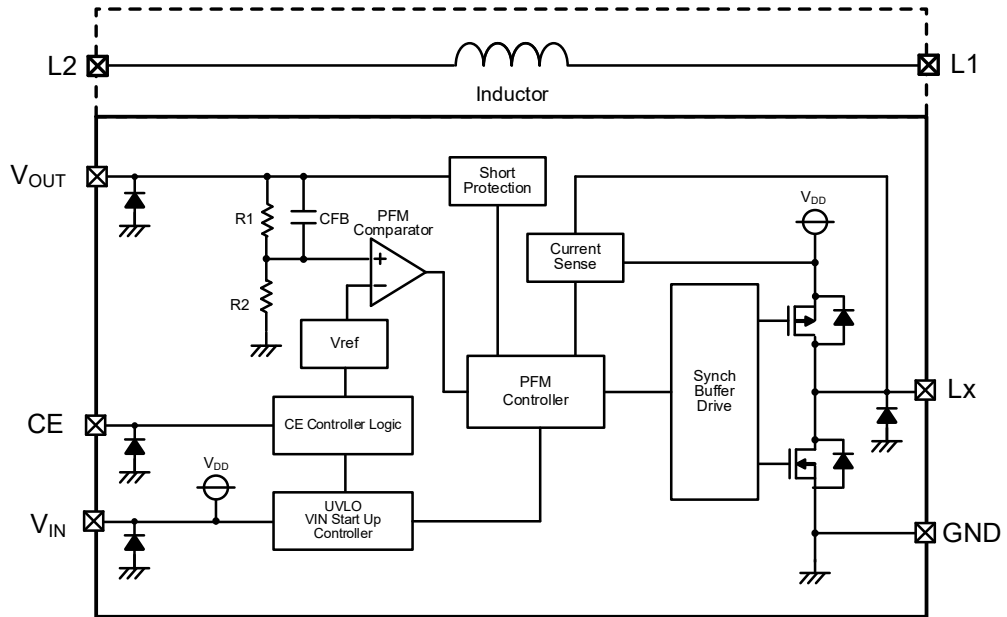 L2
L1
Inductor
VOUT
Short
Protection
R1
CFB
PFM
Comparator
VDD
Current
Sense
+
−
R2
Vref
PFM
Controller
Synch
Buffer
Drive
Lx
CE
CE Controller Logic
VDD
VIN
UVLO
VIN Start Up
Controller
GND